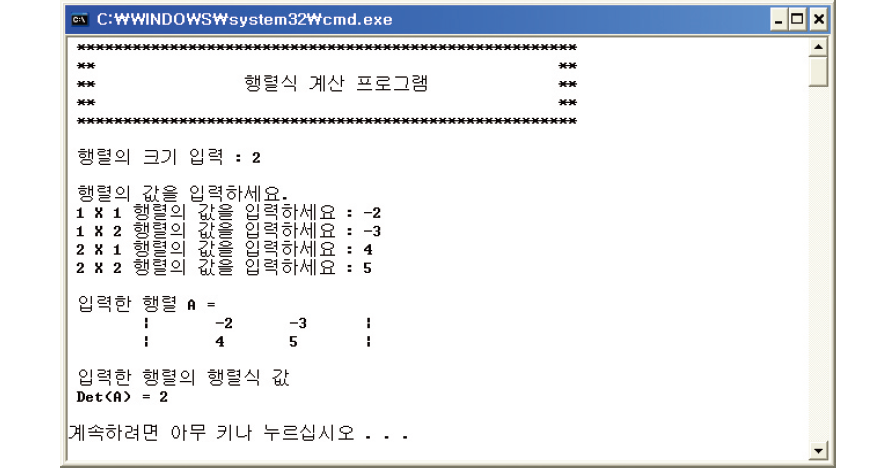 C:₩WINDOWS₩system32₩cmd.exe
******************************************************
** **
** 행렬식 계산 프로그램 **
** **
******************************************************
행렬의 크기 입력 : 2
행렬의 값을 입력하세요.
1 X 1 행렬의 값을 입력하세요 : -2
1 X 2 행렬의 값을 입력하세요 : -3
2 X 1 행렬의 값을 입력하세요 : 4
2 X 2 행렬의 값을 입력하세요 : 5
입력한 행렬 A =
| -2 -3 |
| 4 5 |
입력한 행렬의 행렬식 값
Det(A) = 2
계속하려면 아무 키나 누르십시오 . . .